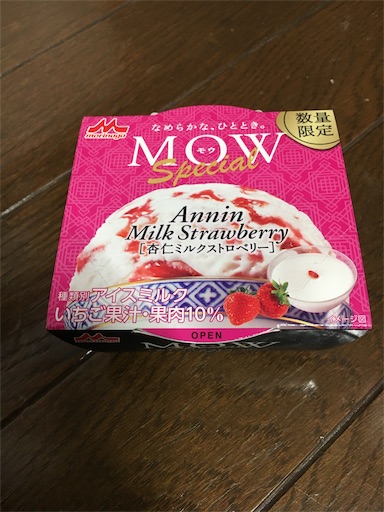 morinaga
なめらかな、ひととき。
数量
限定
MOW
モウ
Special
Annin
Milk Strawberry
[杏仁ミルクストロベリー]
種類別アイスミルク
いちご果汁・果肉10%
イメージ図
OPEN